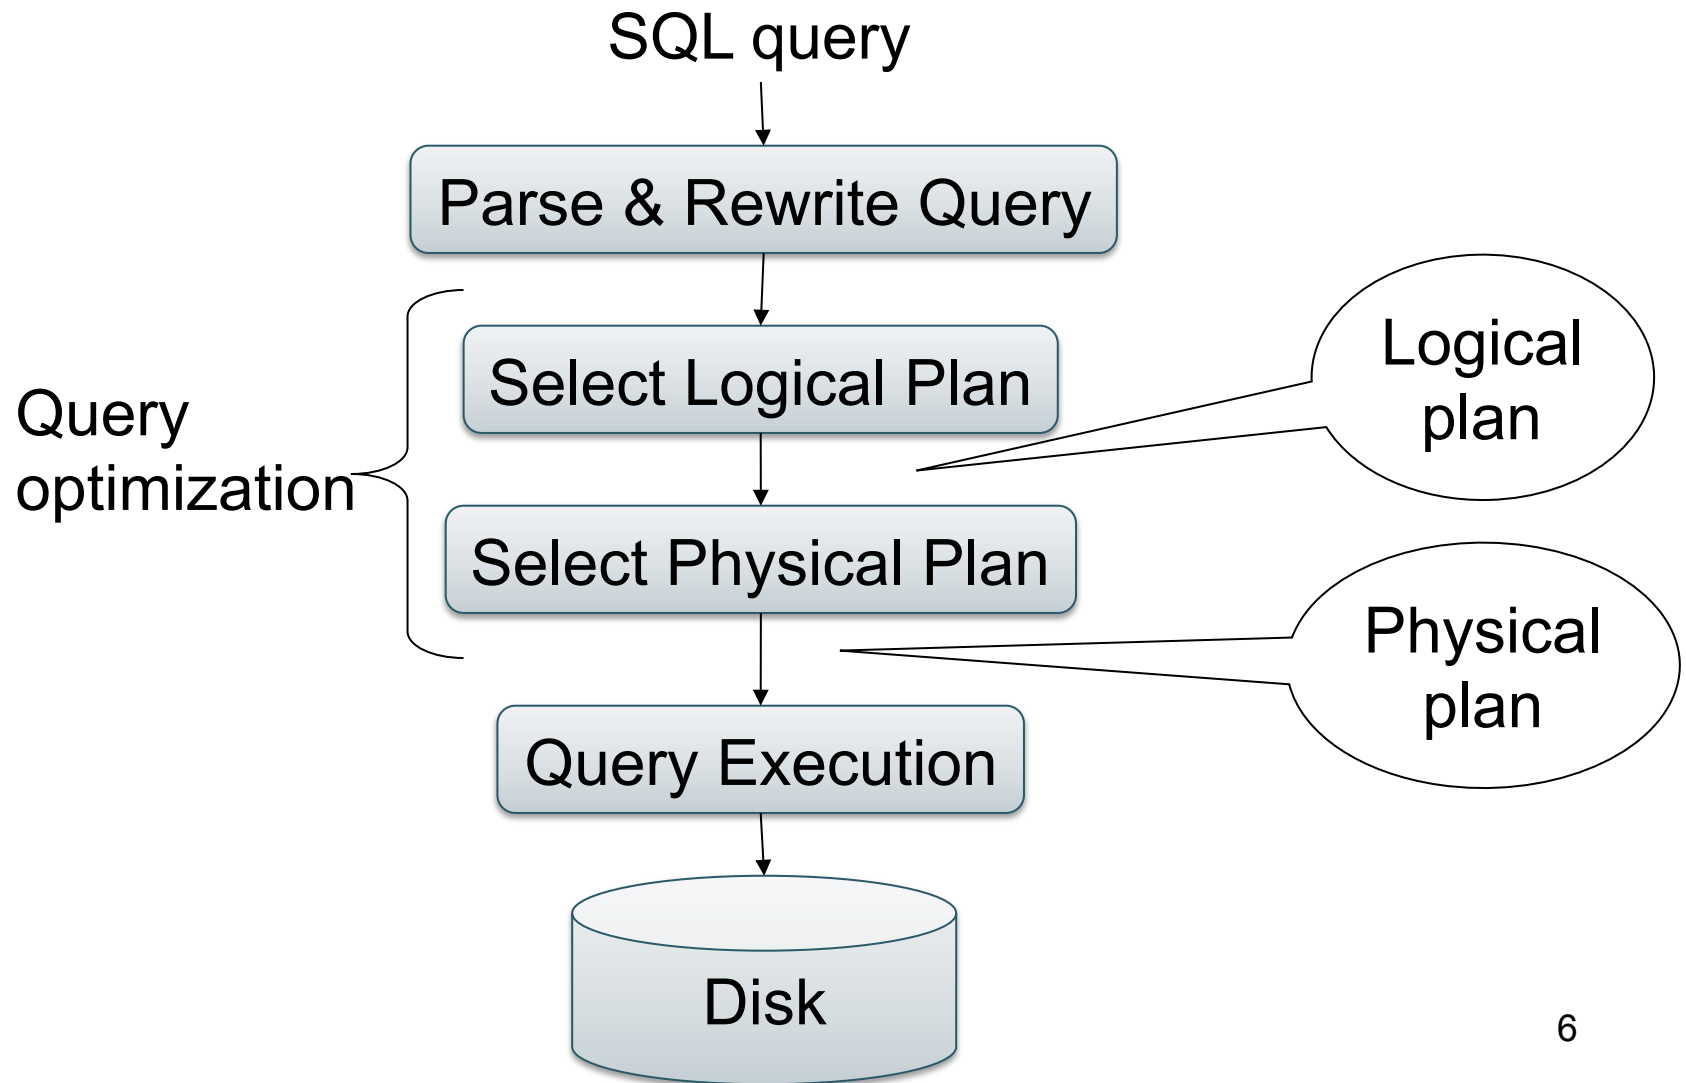 SQL query
Parse & Rewrite Query
Select Logical Plan
Logical
plan
Query
optimization
Select Physical Plan
Physical
plan
Query Execution
Disk
6